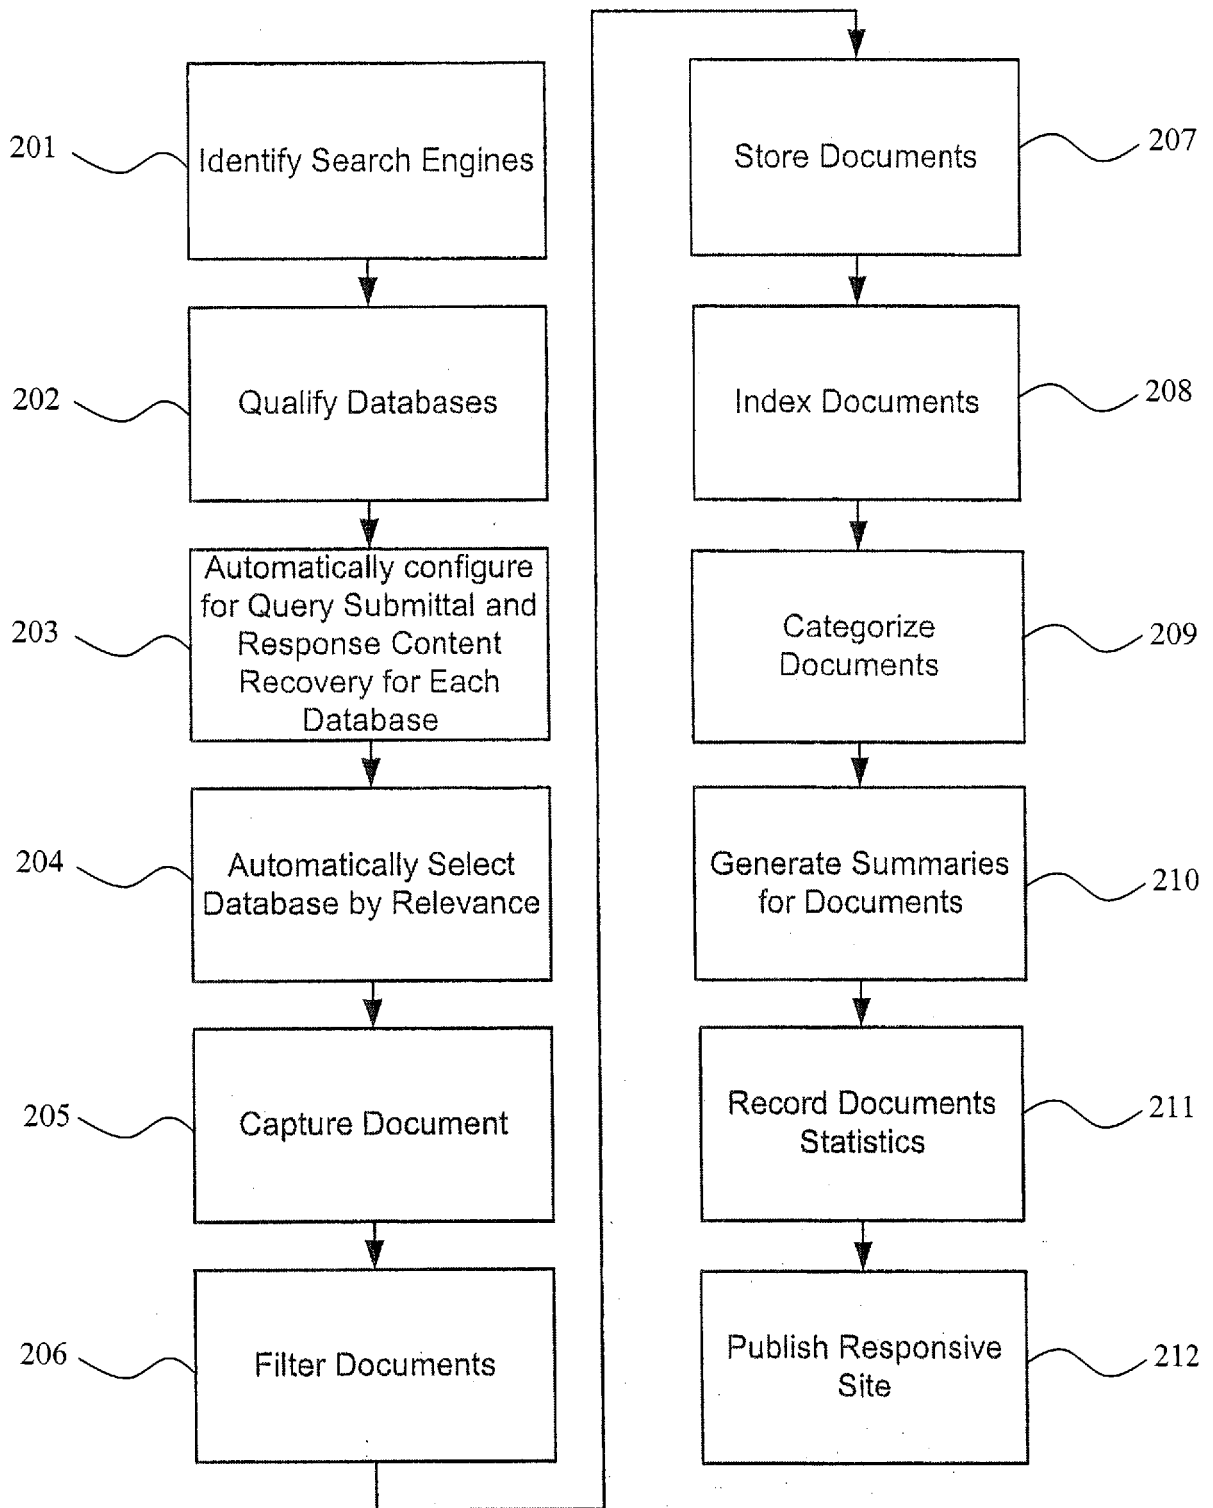 201
Identify Search Engines
202
Qualify Databases
203
Automatically configure
for Query Submittal and
Response Content
Recovery for Each
Database
204
Automatically Select
Database by Relevance
205
Capture Document
206
Filter Documents
Store Documents
207
Index Documents
208
Categorize
Documents
209
Generate Summaries
for Documents
210
Record Documents
Statistics
211
Publish Responsive
Site
212